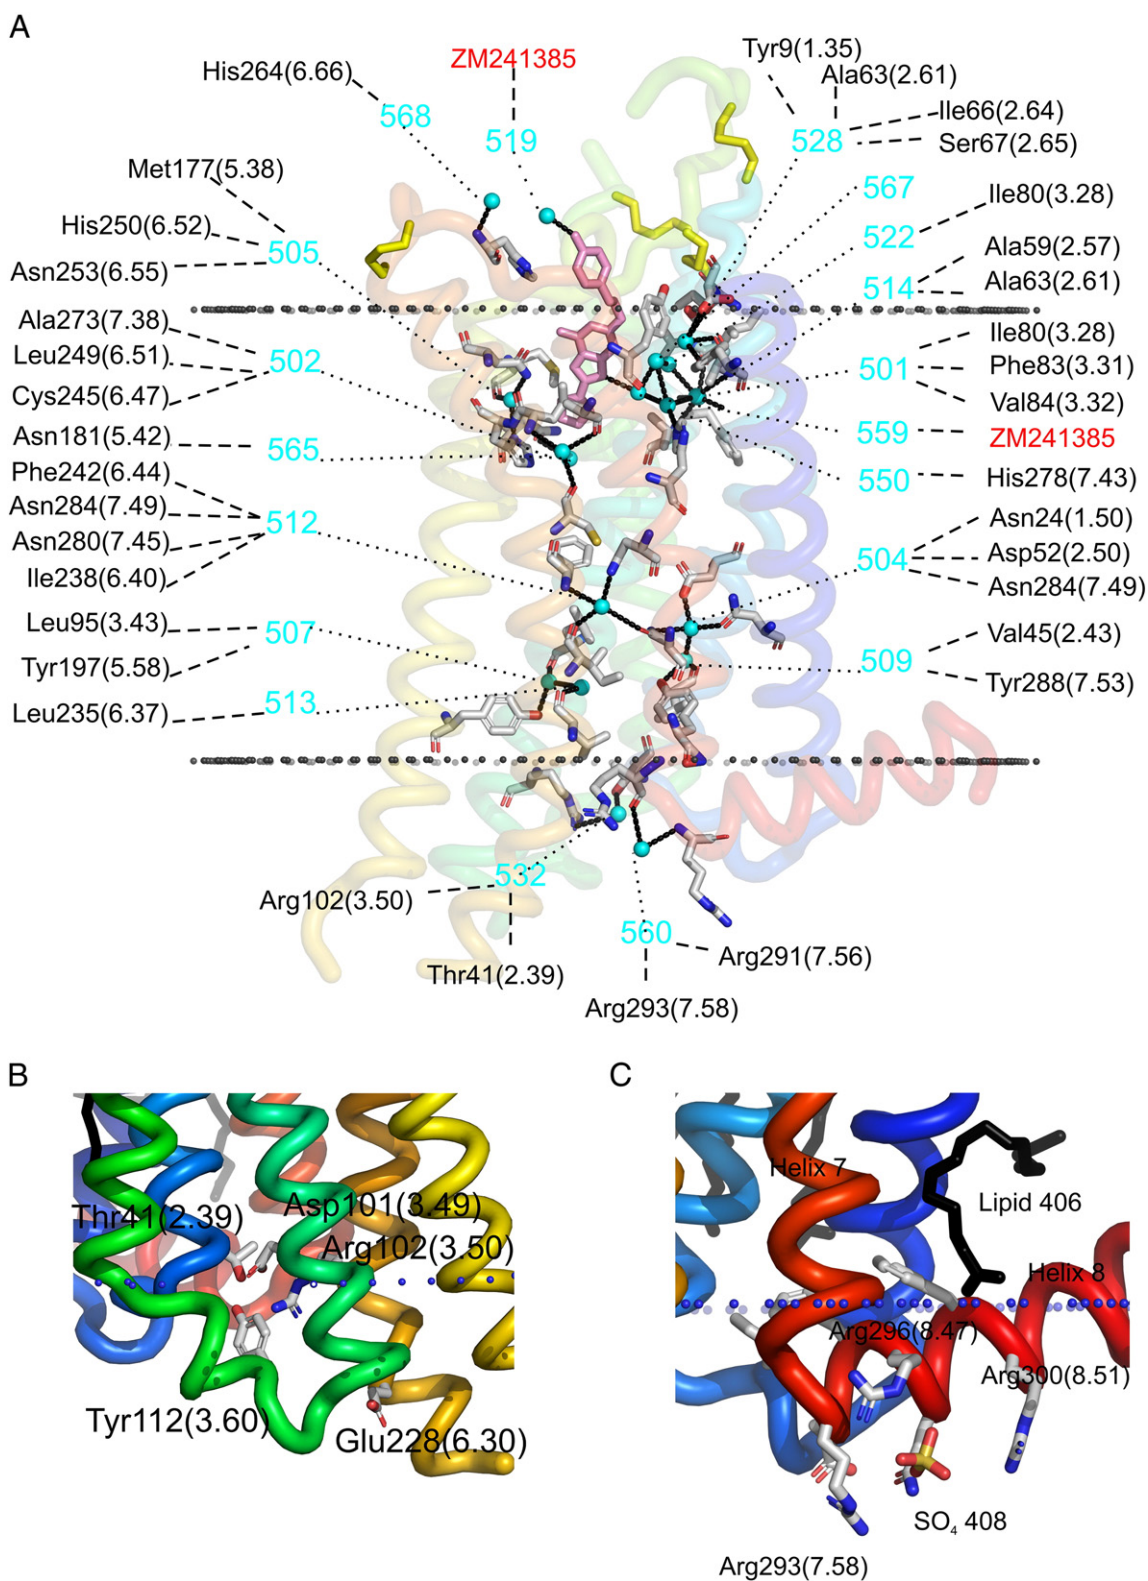 A
ZM241385
His264(6.66)
568
519
Tyr9(1.35)
Ala63(2.61)
Ile66(2.64)
528
Ser67(2.65)
Met177(5.38)
567
Ile80(3.28)
His250(6.52)
505
522
Ala59(2.57)
Asn253(6.55)
514
Ala63(2.61)
Ala273(7.38)
Ile80(3.28)
Leu249(6.51)
502
501
Phe83(3.31)
Cys245(6.47)
Val84(3.32)
Asn181(5.42)
565
559
ZM241385
Phe242(6.44)
550
His278(7.43)
Asn284(7.49)
512
Asn24(1.50)
Asn280(7.45)
504
Asp52(2.50)
Ile238(6.40)
Asn284(7.49)
Leu95(3.43)
507
Val45(2.43)
Tyr197(5.58)
509
Tyr288(7.53)
Leu235(6.37)
513
532
Arg102(3.50)
560
Arg291(7.56)
Thr41(2.39)
Arg293(7.58)
B
Thr41(2.39)
Asp101(3.49)
Arg102(3.50)
Tyr112(3.60)
Glu228(6.30)
C
Helix 7
Lipid 406
Helix 8
Arg296(8.47)
Arg300(8.51)
SO₄ 408
Arg293(7.58)